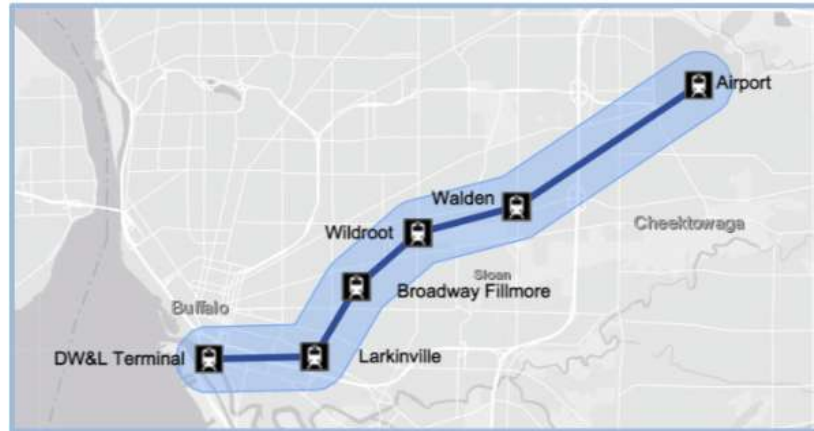 Airport
Walden
Cheektowaga
Wildroot
Sloan
Broadway Fillmore
Buffalo
DW&L Terminal
Larkinville